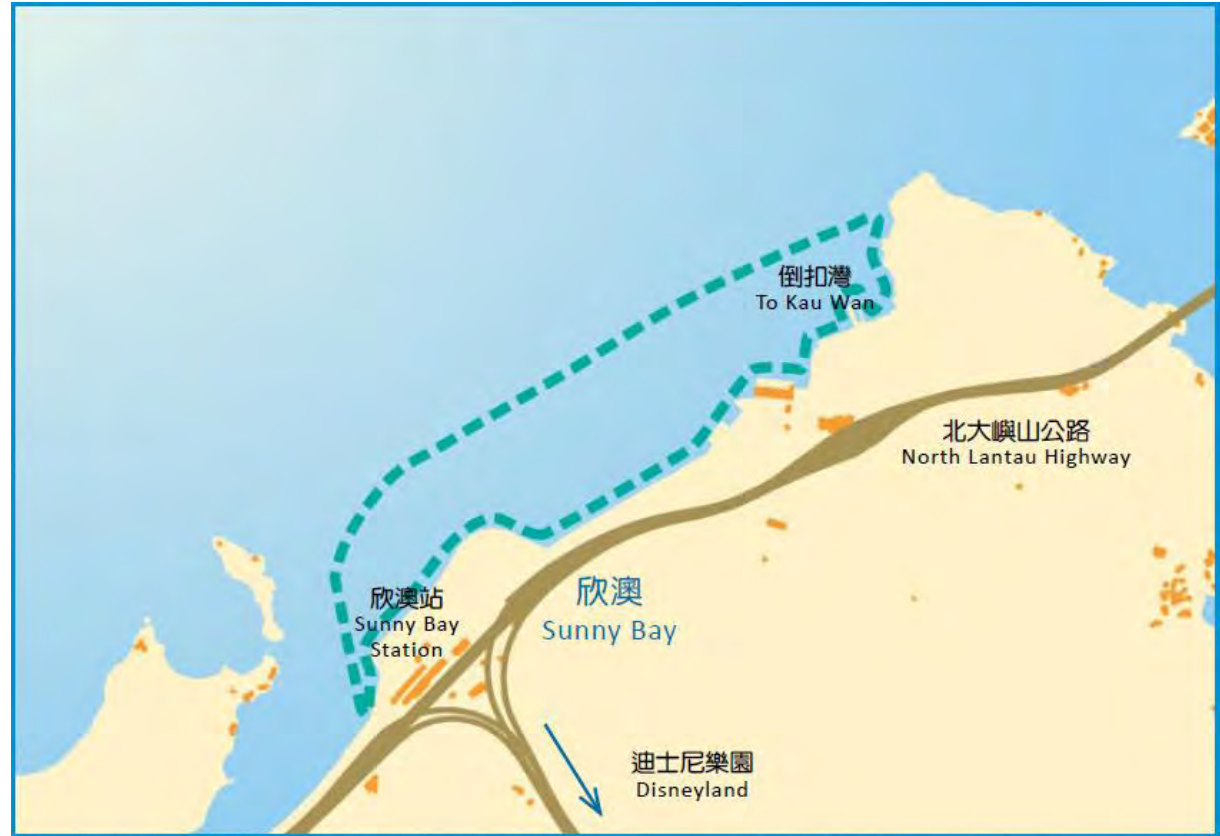 倒扣灣
To Kau Wan
北大嶼山公路
North Lantau Highway
欣澳站
Sunny Bay
Station
欣澳
Sunny Bay
迪士尼樂園
Disneyland